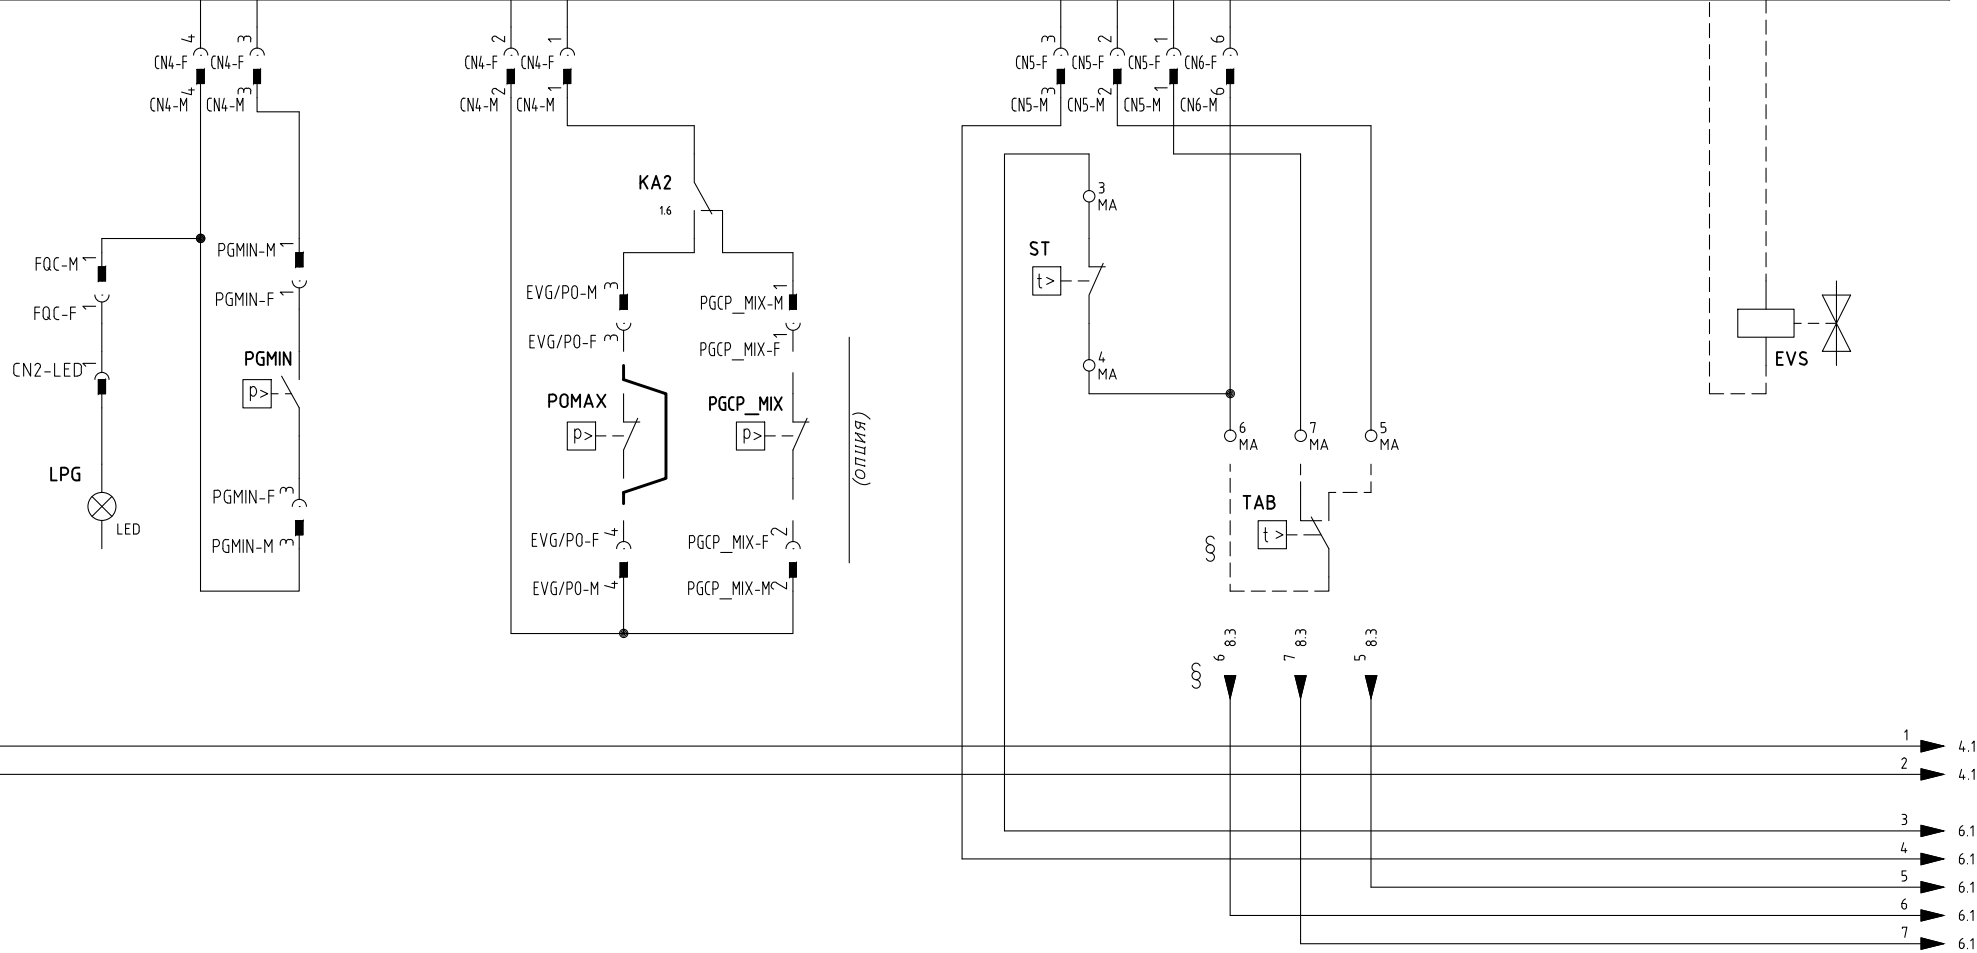 4 3 2 1 3 2 1 6
CN4-F CN4-F CN4-F CN4-F CN5-F CN5-F CN5-F CN6-F
4 3 2 1 3 2 1 6
CN4-M CN4-M CN4-M CN4-M CN5-M CN5-M CN5-M CN6-M
KA2
1.6
3
MA
FQC-M 1
PGMIN-M 1
ST
t>
EVG/PO-M 3
PGCP_MIX-M 1
FQC-F 1
PGMIN-F 1
EVG/PO-F 3
PGCP_MIX-F 1
CN2-LED 1
PGMIN
p>
4
MA
EVS
POMAX
p>
PGCP_MIX
p>
(опция)
6
MA
7
MA
5
MA
LPG
LED
PGMIN-F 3
PGMIN-M 3
TAB
t>
§
EVG/PO-F 4
PGCP_MIX-F 2
EVG/PO-M 4
PGCP_MIX-M 2
8.3 8.3 8.3
§ 6 7 5
1 4.1
2 4.1
3 6.1
4 6.1
5 6.1
6 6.1
7 6.1